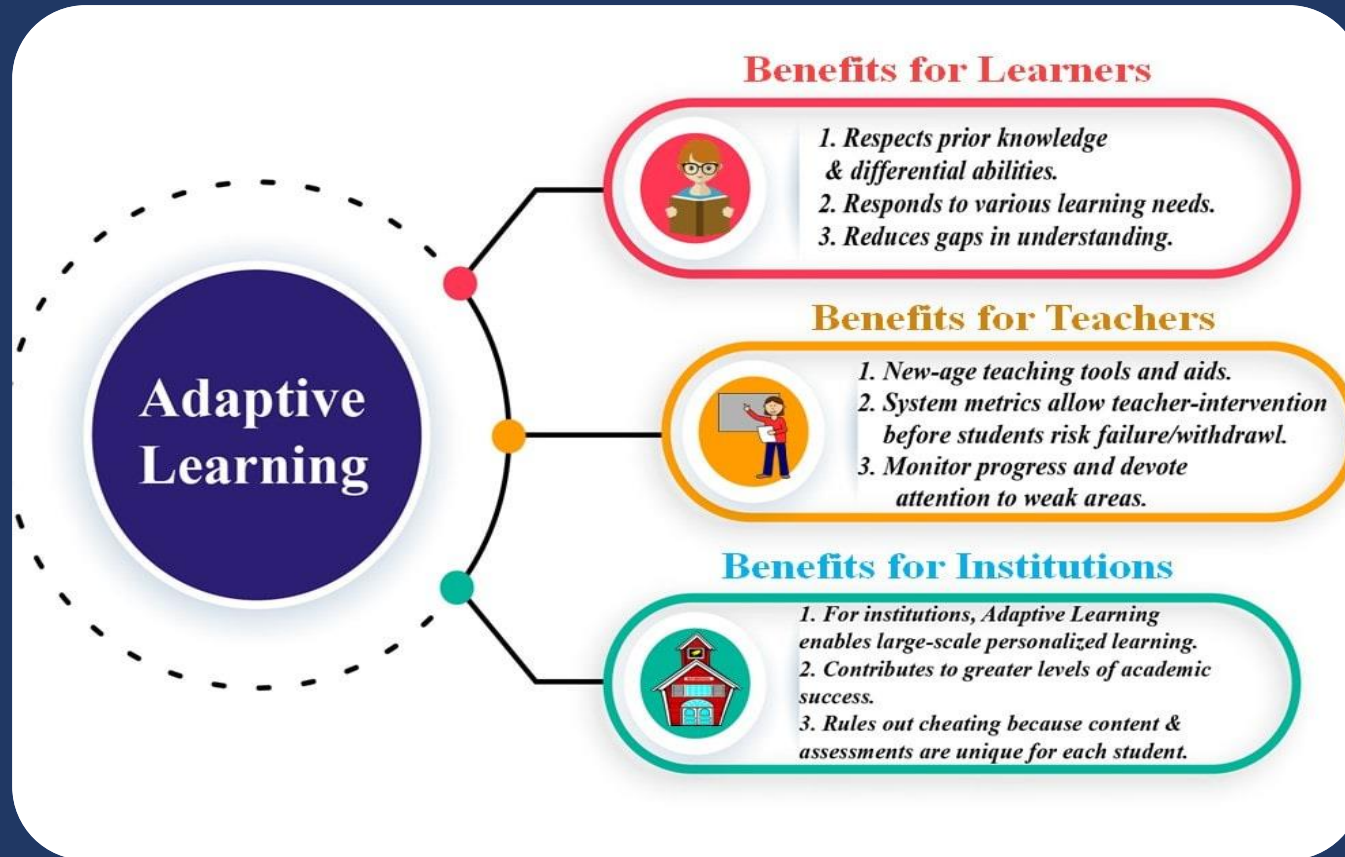 Benefits for Learners
1. Respects prior knowledge
& differential abilities.
2. Responds to various learning needs.
3. Reduces gaps in understanding.
Adaptive
Learning
Benefits for Teachers
1. New-age teaching tools and aids.
2. System metrics allow teacher-intervention
before students risk failure/withdrawl.
3. Monitor progress and devote
attention to weak areas.
Benefits for Institutions
1. For institutions, Adaptive Learning
enables large-scale personalized learning.
2. Contributes to greater levels of academic
success.
3. Rules out cheating because content &
assessments are unique for each student.